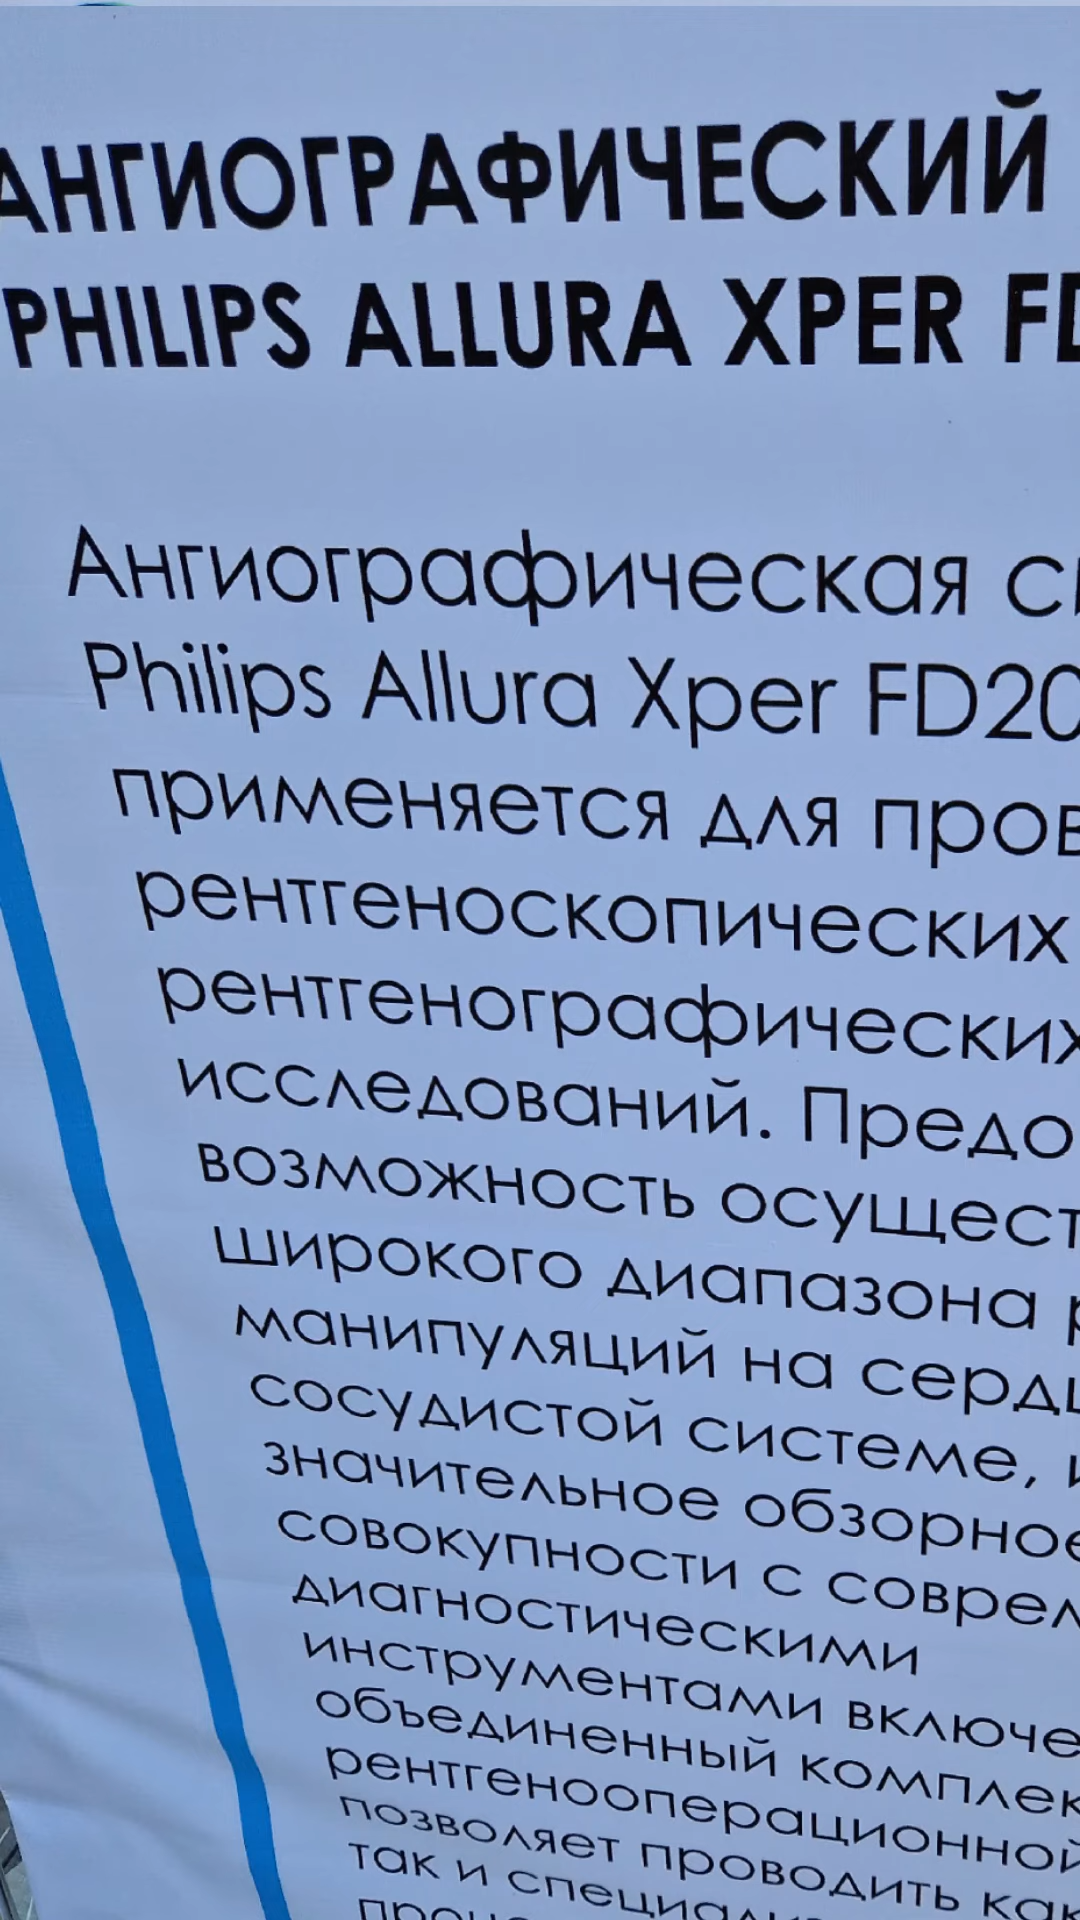 АНГИОГРАФИЧЕСКИЙ
PHILIPS ALLURA XPER FD
Ангиографическая
Philips Allura Xper FD20
применяется для пров
рентгеноскопических
рентгенографических
исследований. Предо
возможность осущест
широкого диапазона
манипуляций на серд
сосудистой системе,
значительное обзорное
совокупности с соврем
диагностическими
инструментами включе
объединенный комплек
рентгенооперационной
позволяет проводить как
так и специал